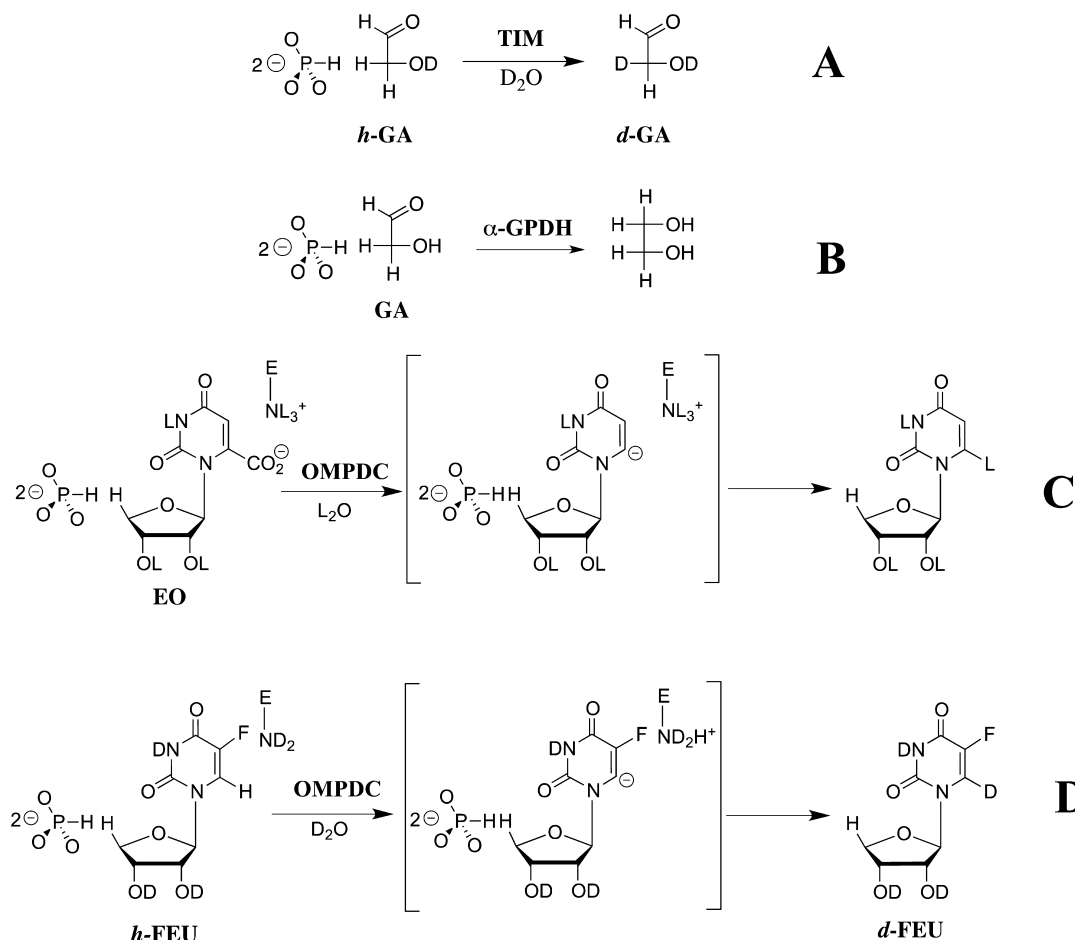 O H O
2⊖ P-H H OD TIM D OD A
O O H D₂O H
h-GA d-GA
H O H
O H OH
2⊖ P-H H OH α-GPDH H OH B
O O H H
GA
O E O E O
LN NL₃⁺ LN NL₃⁺ LN
O N CO₂⁻ OMPDC O N ⊖ O N L
2⊖ P-H H O L₂O 2⊖ P-HH O H O C
O O O O O O
OL OL OL OL OL OL
EO
O E O E O
DN F ND₂ DN F ND₂H⁺ DN F
O N H OMPDC O N ⊖ O N D
2⊖ P-H H O D₂O 2⊖ P-HH O H O D
O O O O O O
OD OD OD OD OD OD
h-FEU d-FEU